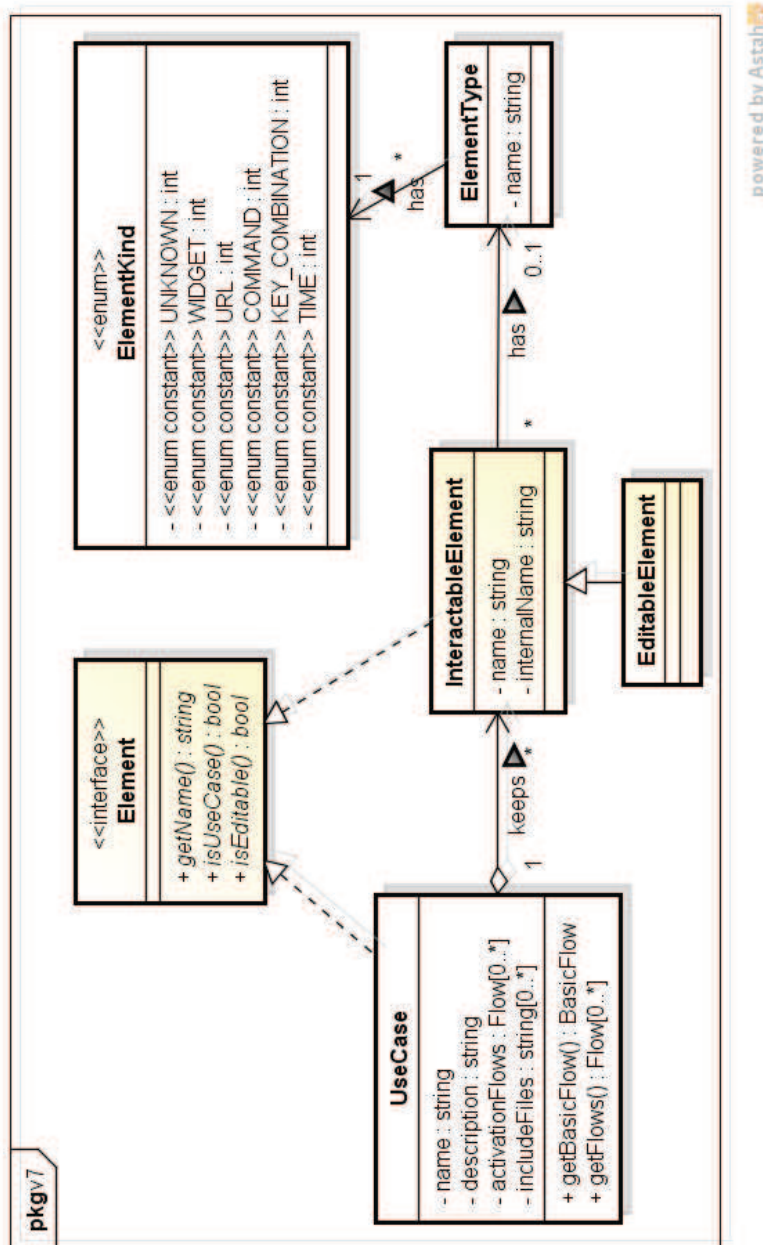 pkg v7
<<interface>>
Element
+ getName() : string
+ isUseCase() : bool
+ isEditable() : bool
<<enum>>
ElementKind
- <<enum constant>> UNKNOWN : int
- <<enum constant>> WIDGET : int
- <<enum constant>> URL : int
- <<enum constant>> COMMAND : int
- <<enum constant>> KEY_COMBINATION : int
- <<enum constant>> TIME : int
1
has
*
UseCase
- name : string
- description : string
- activationFlows : Flow[0..*]
- includeFiles : string[0..*]
+ getBasicFlow() : BasicFlow
+ getFlows() : Flow[0..*]
1
keeps
*
InteractableElement
- name : string
- internalName : string
*
has
0..1
ElementType
- name : string
EditableElement
powered by Astah